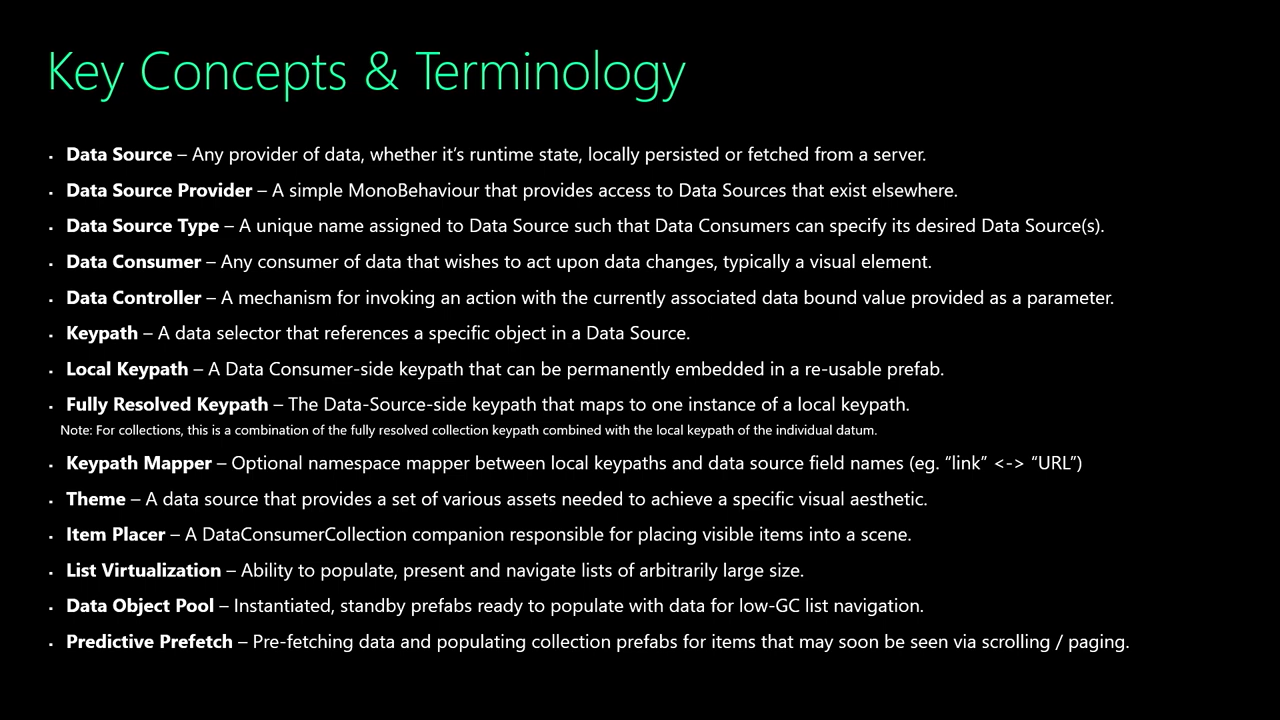 Key Concepts & Terminology
▪ Data Source – Any provider of data, whether it’s runtime state, locally persisted or fetched from a server.
▪ Data Source Provider – A simple MonoBehaviour that provides access to Data Sources that exist elsewhere.
▪ Data Source Type – A unique name assigned to Data Source such that Data Consumers can specify its desired Data Source(s).
▪ Data Consumer – Any consumer of data that wishes to act upon data changes, typically a visual element.
▪ Data Controller – A mechanism for invoking an action with the currently associated data bound value provided as a parameter.
▪ Keypath – A data selector that references a specific object in a Data Source.
▪ Local Keypath – A Data Consumer-side keypath that can be permanently embedded in a re-usable prefab.
▪ Fully Resolved Keypath – The Data-Source-side keypath that maps to one instance of a local keypath.
Note: For collections, this is a combination of the fully resolved collection keypath combined with the local keypath of the individual datum.
▪ Keypath Mapper – Optional namespace mapper between local keypaths and data source field names (eg. “link” <-> “URL”)
▪ Theme – A data source that provides a set of various assets needed to achieve a specific visual aesthetic.
▪ Item Placer – A DataConsumerCollection companion responsible for placing visible items into a scene.
▪ List Virtualization – Ability to populate, present and navigate lists of arbitrarily large size.
▪ Data Object Pool – Instantiated, standby prefabs ready to populate with data for low-GC list navigation.
▪ Predictive Prefetch – Pre-fetching data and populating collection prefabs for items that may soon be seen via scrolling / paging.